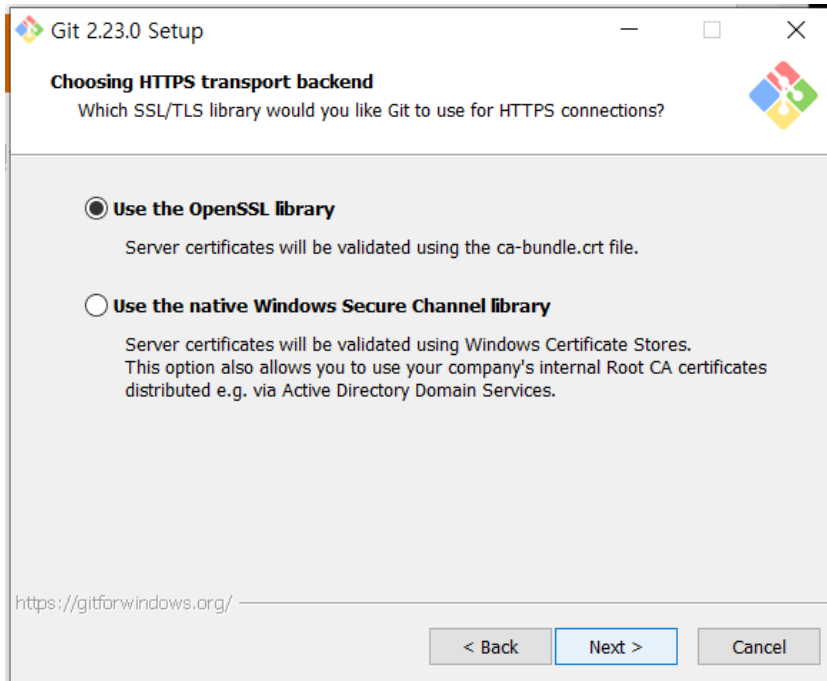 Git 2.23.0 Setup
Choosing HTTPS transport backend
Which SSL/TLS library would you like Git to use for HTTPS connections?
Use the OpenSSL library
Server certificates will be validated using the ca-bundle.crt file.
Use the native Windows Secure Channel library
Server certificates will be validated using Windows Certificate Stores.
This option also allows you to use your company's internal Root CA certificates
distributed e.g. via Active Directory Domain Services.
https://gitforwindows.org/
< Back
Next >
Cancel